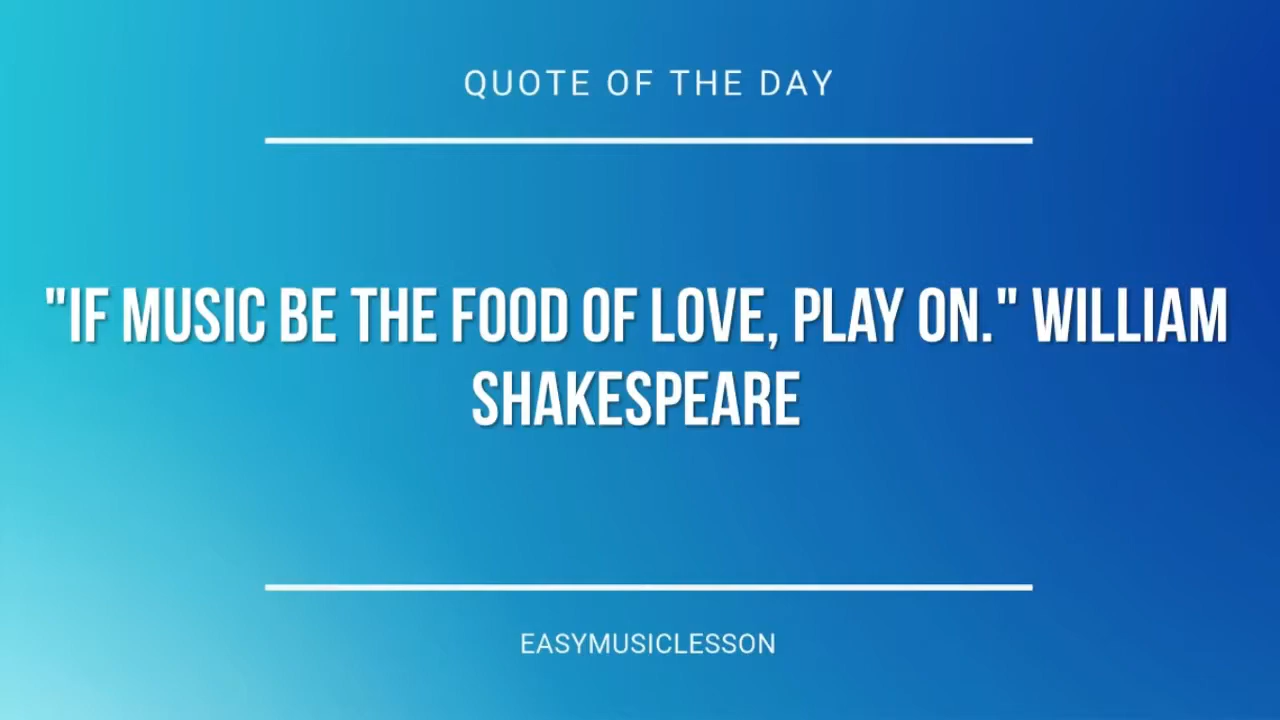 QUOTE OF THE DAY
"IF MUSIC BE THE FOOD OF LOVE, PLAY ON." WILLIAM
SHAKESPEARE
EASYMUSICLESSON